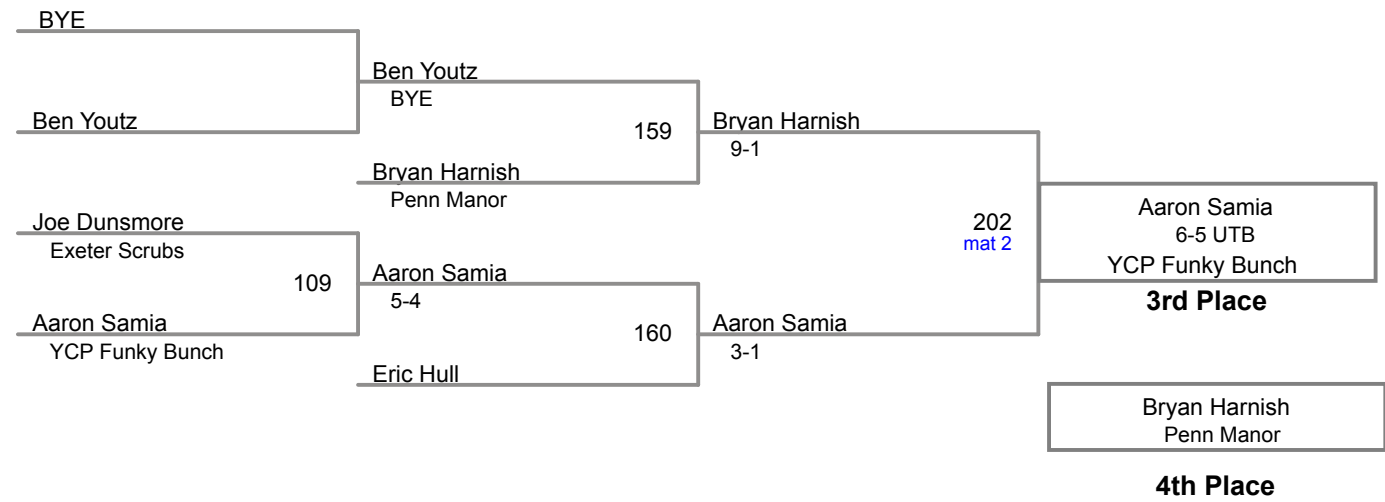 BYE
Ben Youtz
BYE
Ben Youtz
159
Bryan Harnish
9-1
Bryan Harnish
Penn Manor
Joe Dunsmore
Exeter Scrubs
202
mat 2
Aaron Samia
6-5 UTB
YCP Funky Bunch
3rd Place
109
Aaron Samia
5-4
Aaron Samia
YCP Funky Bunch
160
Aaron Samia
3-1
Eric Hull
Bryan Harnish
Penn Manor
4th Place